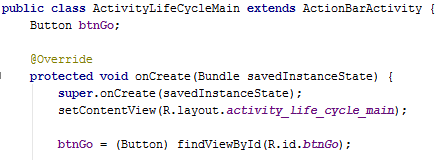 public class ActivityLifeCycleMain extends ActionBarActivity {
    Button btnGo;

    @Override
    protected void onCreate(Bundle savedInstanceState) {
        super.onCreate(savedInstanceState);
        setContentView(R.layout.activity_life_cycle_main);

        btnGo = (Button) findViewById(R.id.btnGo);